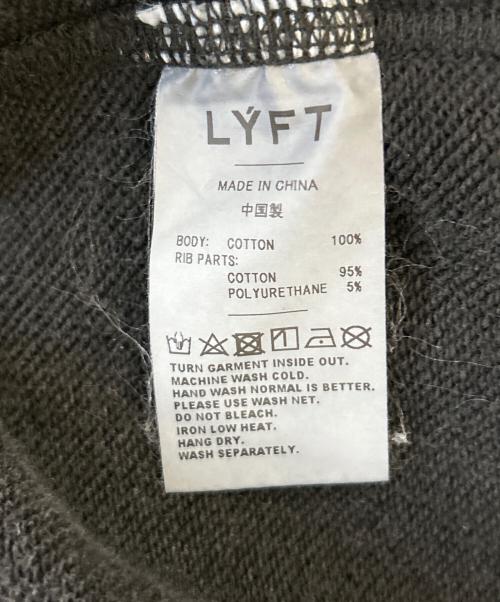 LÝFT
MADE IN CHINA
中国製
BODY: COTTON 100%
RIB PARTS:
COTTON 95%
POLYURETHANE 5%
TURN GARMENT INSIDE OUT.
MACHINE WASH COLD.
HAND WASH NORMAL IS BETTER.
PLEASE USE WASH NET.
DO NOT BLEACH.
IRON LOW HEAT.
HANG DRY.
WASH SEPARATELY.